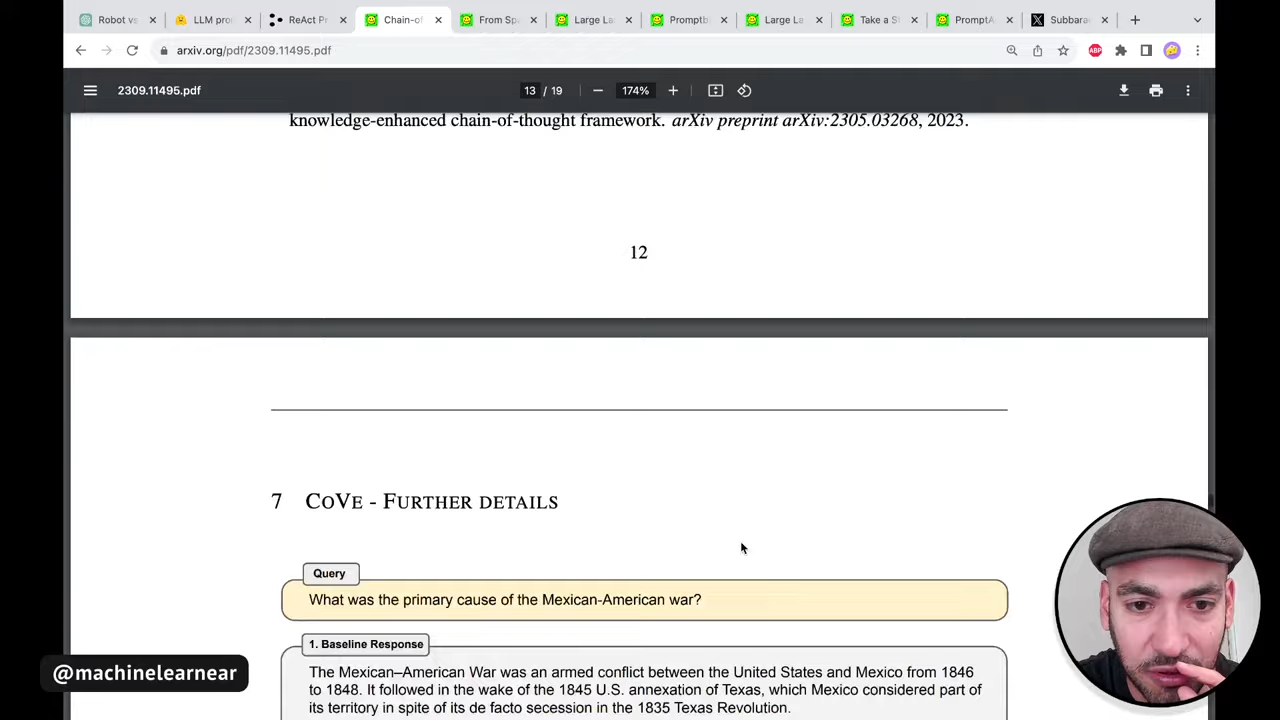 Robot vs
LLM pro
ReAct Pr
Chain-of
From Spa
Large La
Promptb
Large La
Take a S
PromptA
Subbara
arxiv.org/pdf/2309.11495.pdf
ABP
2309.11495.pdf
13 / 19
174%
knowledge-enhanced chain-of-thought framework. arXiv preprint arXiv:2305.03268, 2023.
12
7 COVE - FURTHER DETAILS
Query
What was the primary cause of the Mexican-American war?
1. Baseline Response
The Mexican–American War was an armed conflict between the United States and Mexico from 1846
to 1848. It followed in the wake of the 1845 U.S. annexation of Texas, which Mexico considered part of
its territory in spite of its de facto secession in the 1835 Texas Revolution.
@machinelearnear